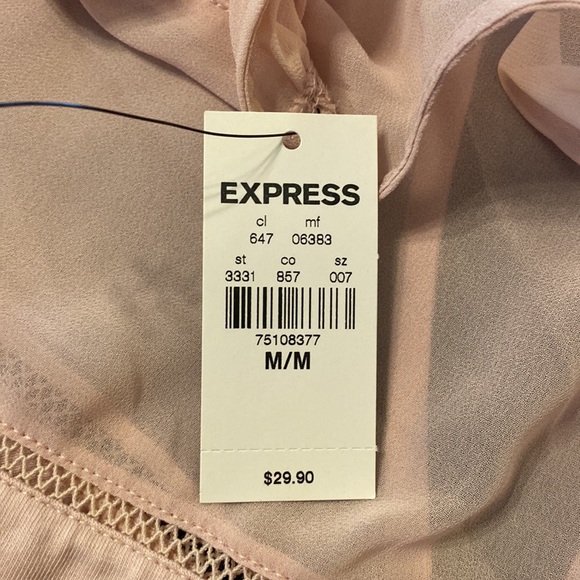 EXPRESS
cl mf
647 06383
st co sz
3331 857 007
75108377
M/M
$29.90